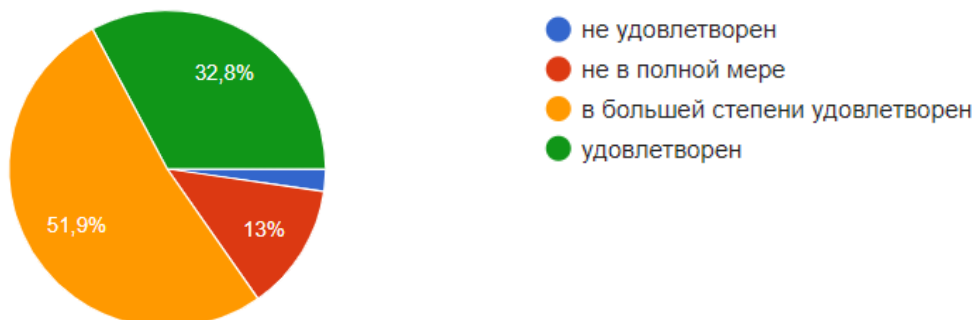 32,8%
51,9%
13%
не удовлетворен
не в полной мере
в большей степени удовлетворен
удовлетворен